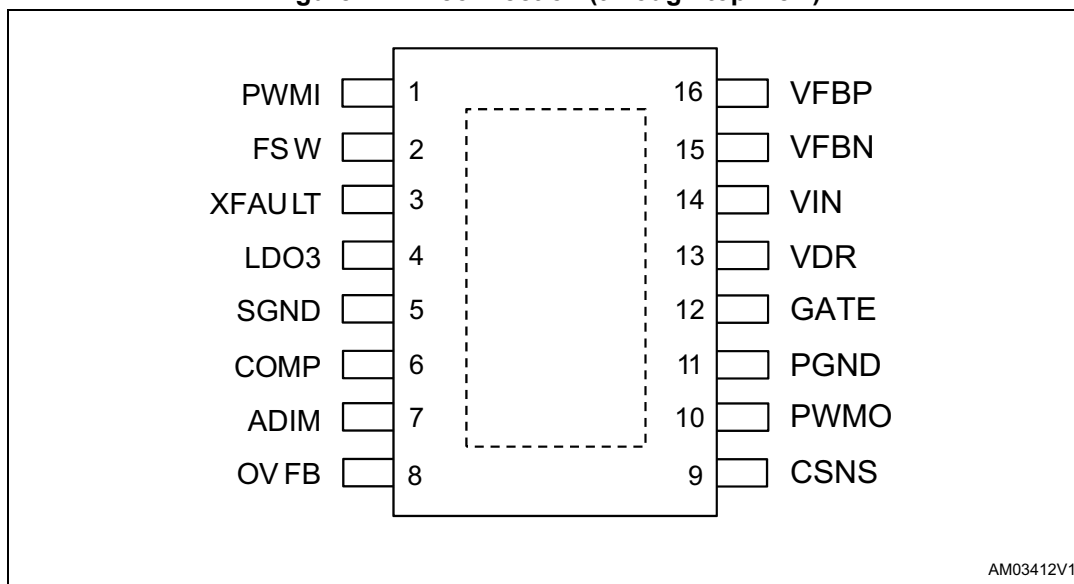 PWMI 1 16 VFBP
FSW 2 15 VFBN
XFAULT 3 14 VIN
LDO3 4 13 VDR
SGND 5 12 GATE
COMP 6 11 PGND
ADIM 7 10 PWMO
OVFB 8 9 CSNS
AM03412V1